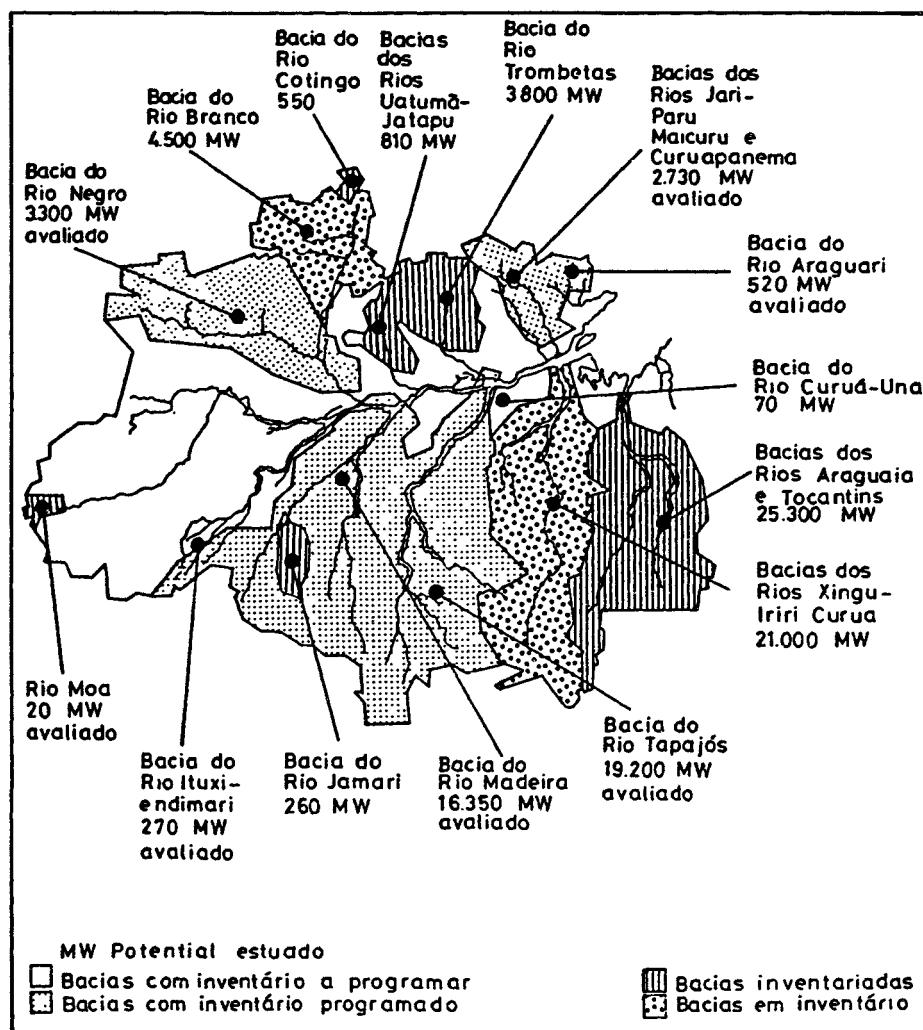 Bacia do
Rio
Cotingo
550
Bacias
dos
Rios
Uatumã-
Jatapu
810 MW
Bacia do
Rio
Trombetas
3800 MW
Bacias dos
Rios Jari-
Paru
Maicuru e
Curuapanema
2.730 MW
avaliado
Bacia do
Rio Branco
4.500 MW
Bacia do
Rio Negro
3.300 MW
avaliado
Bacia do
Rio Araguari
520 MW
avaliado
Bacia do
Rio Curuá-Una
70 MW
Bacias dos
Rios Araguaia
e Tocantins
25.300 MW
Bacias dos
Rios Xingu-
Iriri Curua
21.000 MW
Rio Moa
20 MW
avaliado
Bacia do
Rio Ituxi-
endimari
270 MW
avaliado
Bacia do
Rio Jamari
260 MW
Bacia do
Rio Madeira
16.350 MW
avaliado
Bacia do
Rio Tapajós
19.200 MW
avaliado
MW Potential estuado
Bacias com inventário a programar
Bacias com inventário programado
Bacias inventariadas
Bacias em inventário